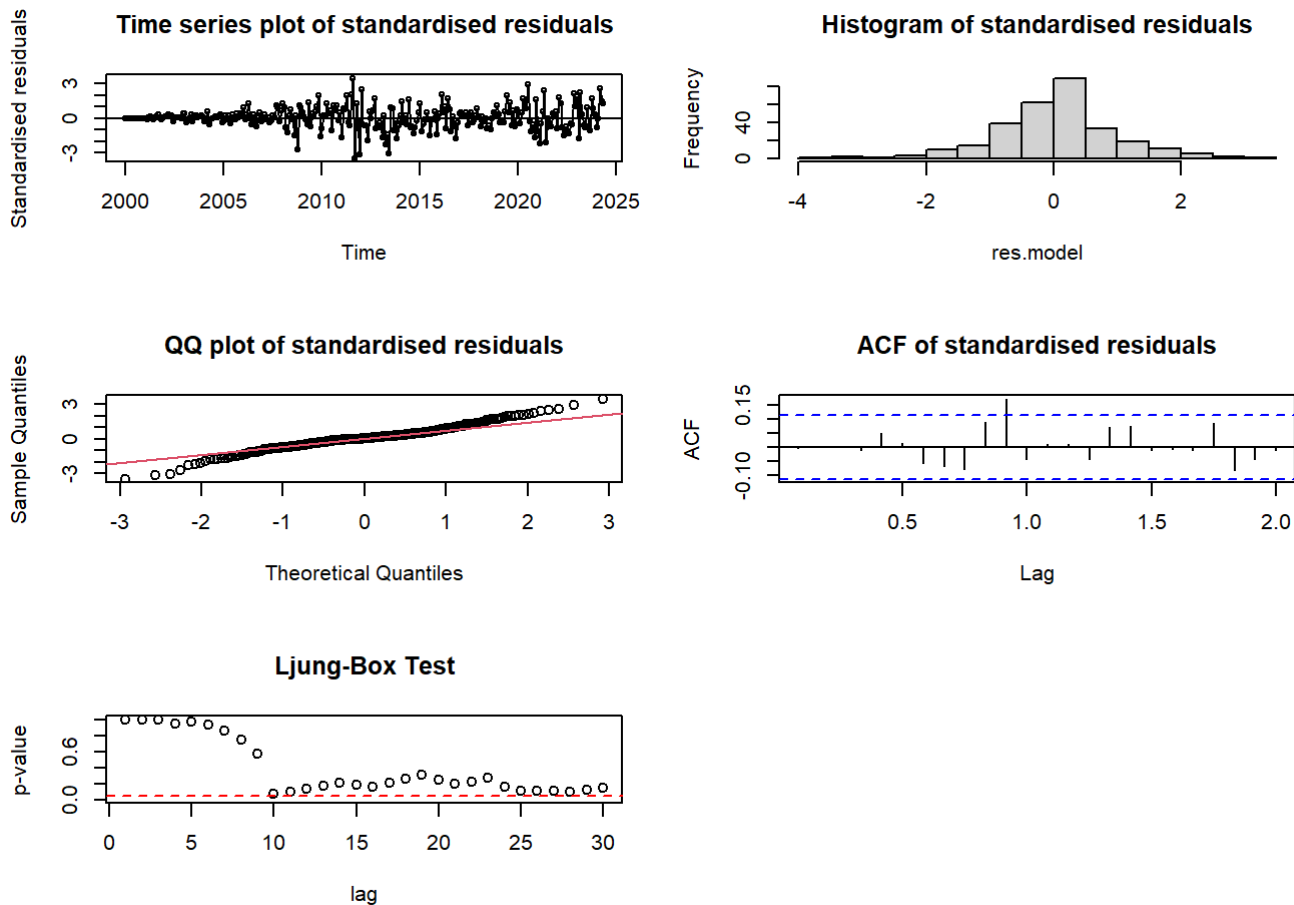 Time series plot of standardised residuals
Standardised residuals
3
0
-3
2000 2005 2010 2015 2020 2025
Time
Histogram of standardised residuals
Frequency
40
0
-4 -2 0 2
res.model
QQ plot of standardised residuals
Sample Quantiles
3
0
-3
-3 -2 -1 0 1 2 3
Theoretical Quantiles
ACF of standardised residuals
ACF
0.15
-0.10
0.5 1.0 1.5 2.0
Lag
Ljung-Box Test
p-value
0.6
0.0
0 5 10 15 20 25 30
lag